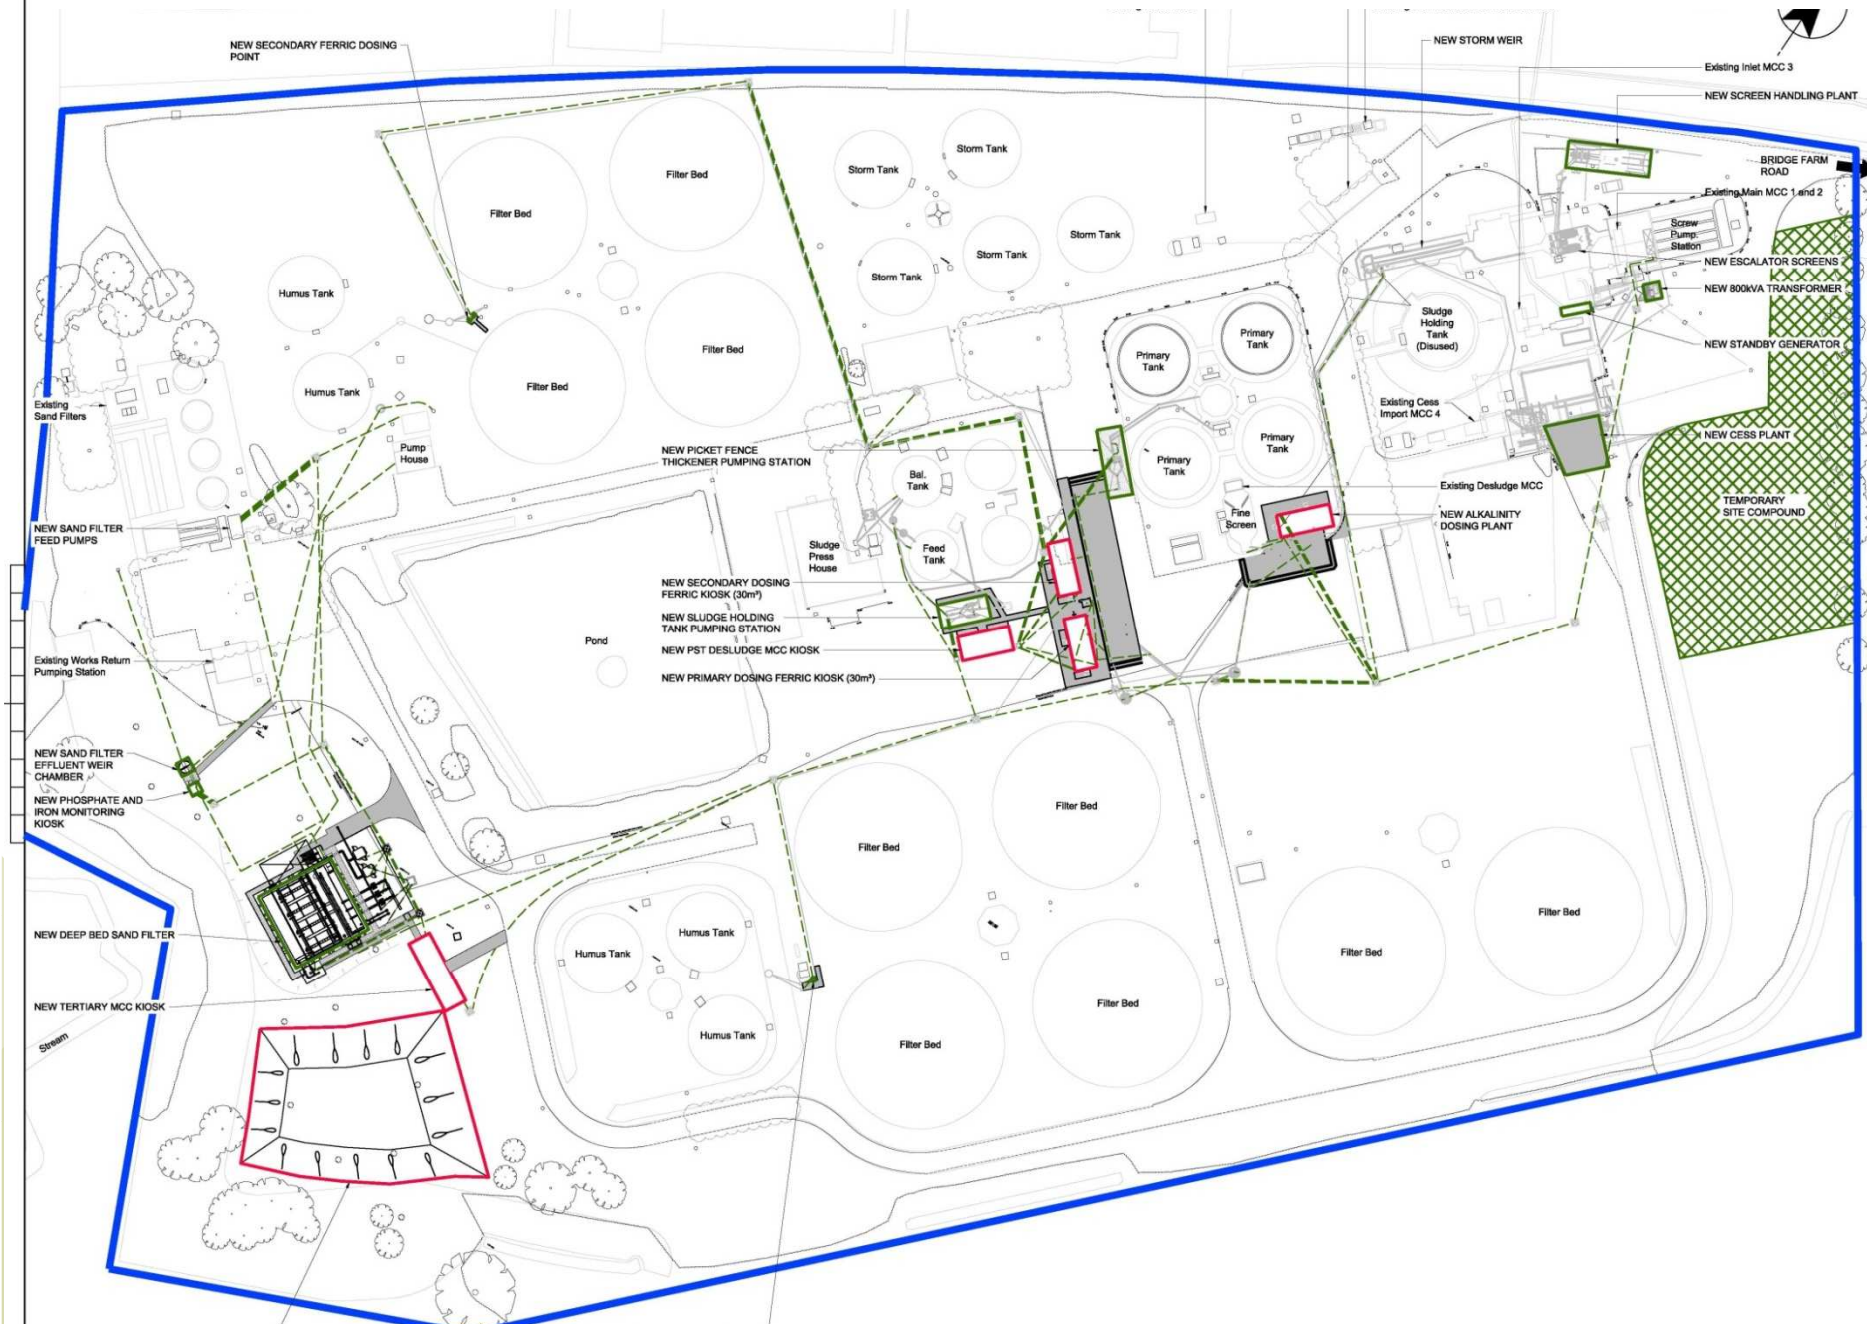 NEW SECONDARY FERRIC DOSING
POINT
NEW STORM WEIR
Existing Inlet MCC 3
NEW SCREEN HANDLING PLANT
BRIDGE FARM
ROAD
Existing Main MCC 1 and 2
Screw
Pump.
Station
NEW ESCALATOR SCREENS
NEW 800kVA TRANSFORMER
NEW STANDBY GENERATOR
NEW CESS PLANT
TEMPORARY
SITE COMPOUND
Filter Bed
Filter Bed
Filter Bed
Filter Bed
Storm Tank
Storm Tank
Storm Tank
Storm Tank
Storm Tank
Humus Tank
Humus Tank
Primary
Tank
Primary
Tank
Primary
Tank
Primary
Tank
Sludge
Holding
Tank
(Disused)
Existing Cess
Import MCC 4
Existing
Sand Filters
Pump
House
NEW PICKET FENCE
THICKENER PUMPING STATION
Bal.
Tank
Existing Desludge MCC
Fine
Screen
NEW ALKALINITY
DOSING PLANT
NEW SAND FILTER
FEED PUMPS
Sludge
Press
House
Feed
Tank
NEW SECONDARY DOSING
FERRIC KIOSK (30m³)
NEW SLUDGE HOLDING
TANK PUMPING STATION
NEW PST DESLUDGE MCC KIOSK
NEW PRIMARY DOSING FERRIC KIOSK (30m³)
Pond
Existing Works Return
Pumping Station
NEW SAND FILTER
EFFLUENT WEIR
CHAMBER
NEW PHOSPHATE AND
IRON MONITORING
KIOSK
NEW DEEP BED SAND FILTER
NEW TERTIARY MCC KIOSK
Stream
Humus Tank
Humus Tank
Humus Tank
Filter Bed
Filter Bed
Filter Bed
Filter Bed
Filter Bed
Filter Bed